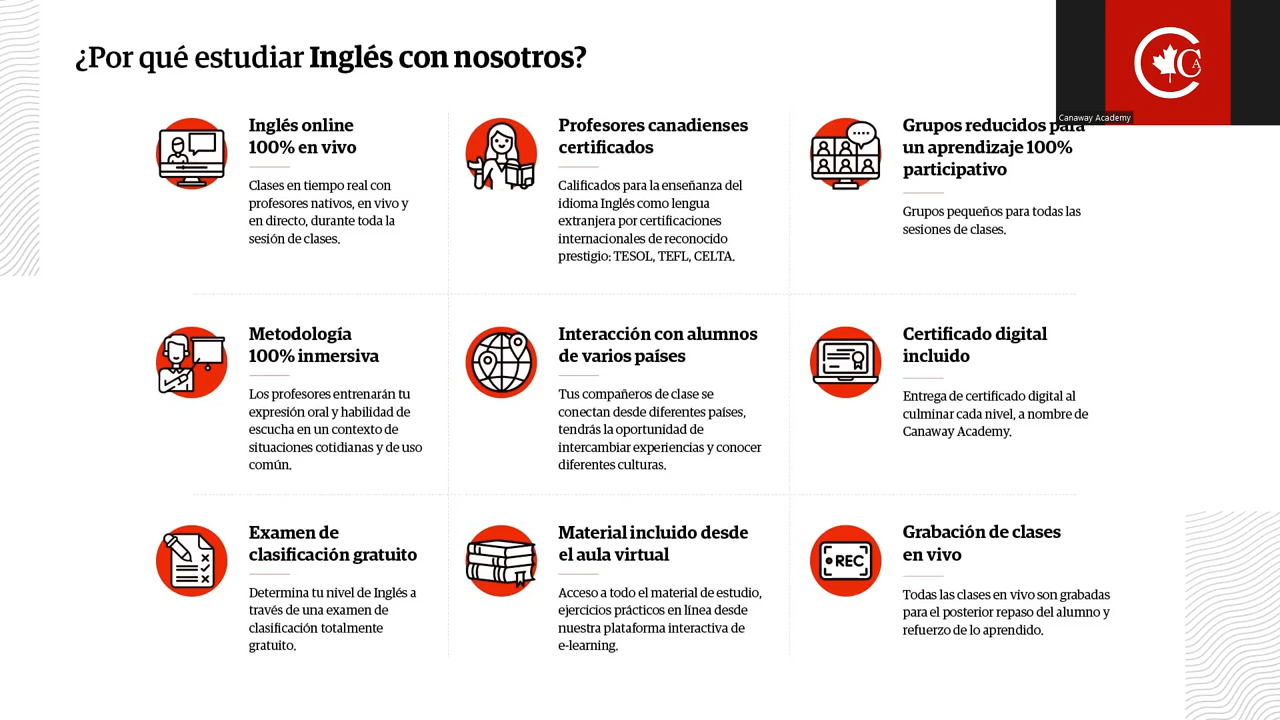 ¿Por qué estudiar Inglés con nosotros?
CA
Canaway Academy
Inglés online
100% en vivo
Clases en tiempo real con
profesores nativos, en vivo y
en directo, durante toda la
sesión de clases.
Profesores canadienses
certificados
Calificados para la enseñanza del
idioma Inglés como lengua
extranjera por certificaciones
internacionales de reconocido
prestigio: TESOL, TEFL, CELTA.
Grupos reducidos para
un aprendizaje 100%
participativo
Grupos pequeños para todas las
sesiones de clases.
Metodología
100% inmersiva
Los profesores entrenarán tu
expresión oral y habilidad de
escucha en un contexto de
situaciones cotidianas y de uso
común.
Interacción con alumnos
de varios países
Tus compañeros de clase se
conectan desde diferentes países,
tendrás la oportunidad de
intercambiar experiencias y conocer
diferentes culturas.
Certificado digital
incluido
Entrega de certificado digital al
culminar cada nivel, a nombre de
Canaway Academy.
Examen de
clasificación gratuito
Determina tu nivel de Inglés a
través de una examen de
clasificación totalmente
gratuito.
Material incluido desde
el aula virtual
Acceso a todo el material de estudio,
ejercicios prácticos en línea desde
nuestra plataforma interactiva de
e-learning.
REC
Grabación de clases
en vivo
Todas las clases en vivo son grabadas
para el posterior repaso del alumno y
refuerzo de lo aprendido.